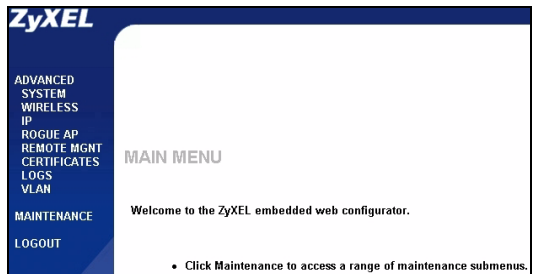 ZyXEL
ADVANCED
SYSTEM
WIRELESS
IP
ROGUE AP
REMOTE MGNT
CERTIFICATES
LOGS
VLAN
MAINTENANCE
LOGOUT
MAIN MENU
Welcome to the ZyXEL embedded web configurator.
• Click Maintenance to access a range of maintenance submenus.